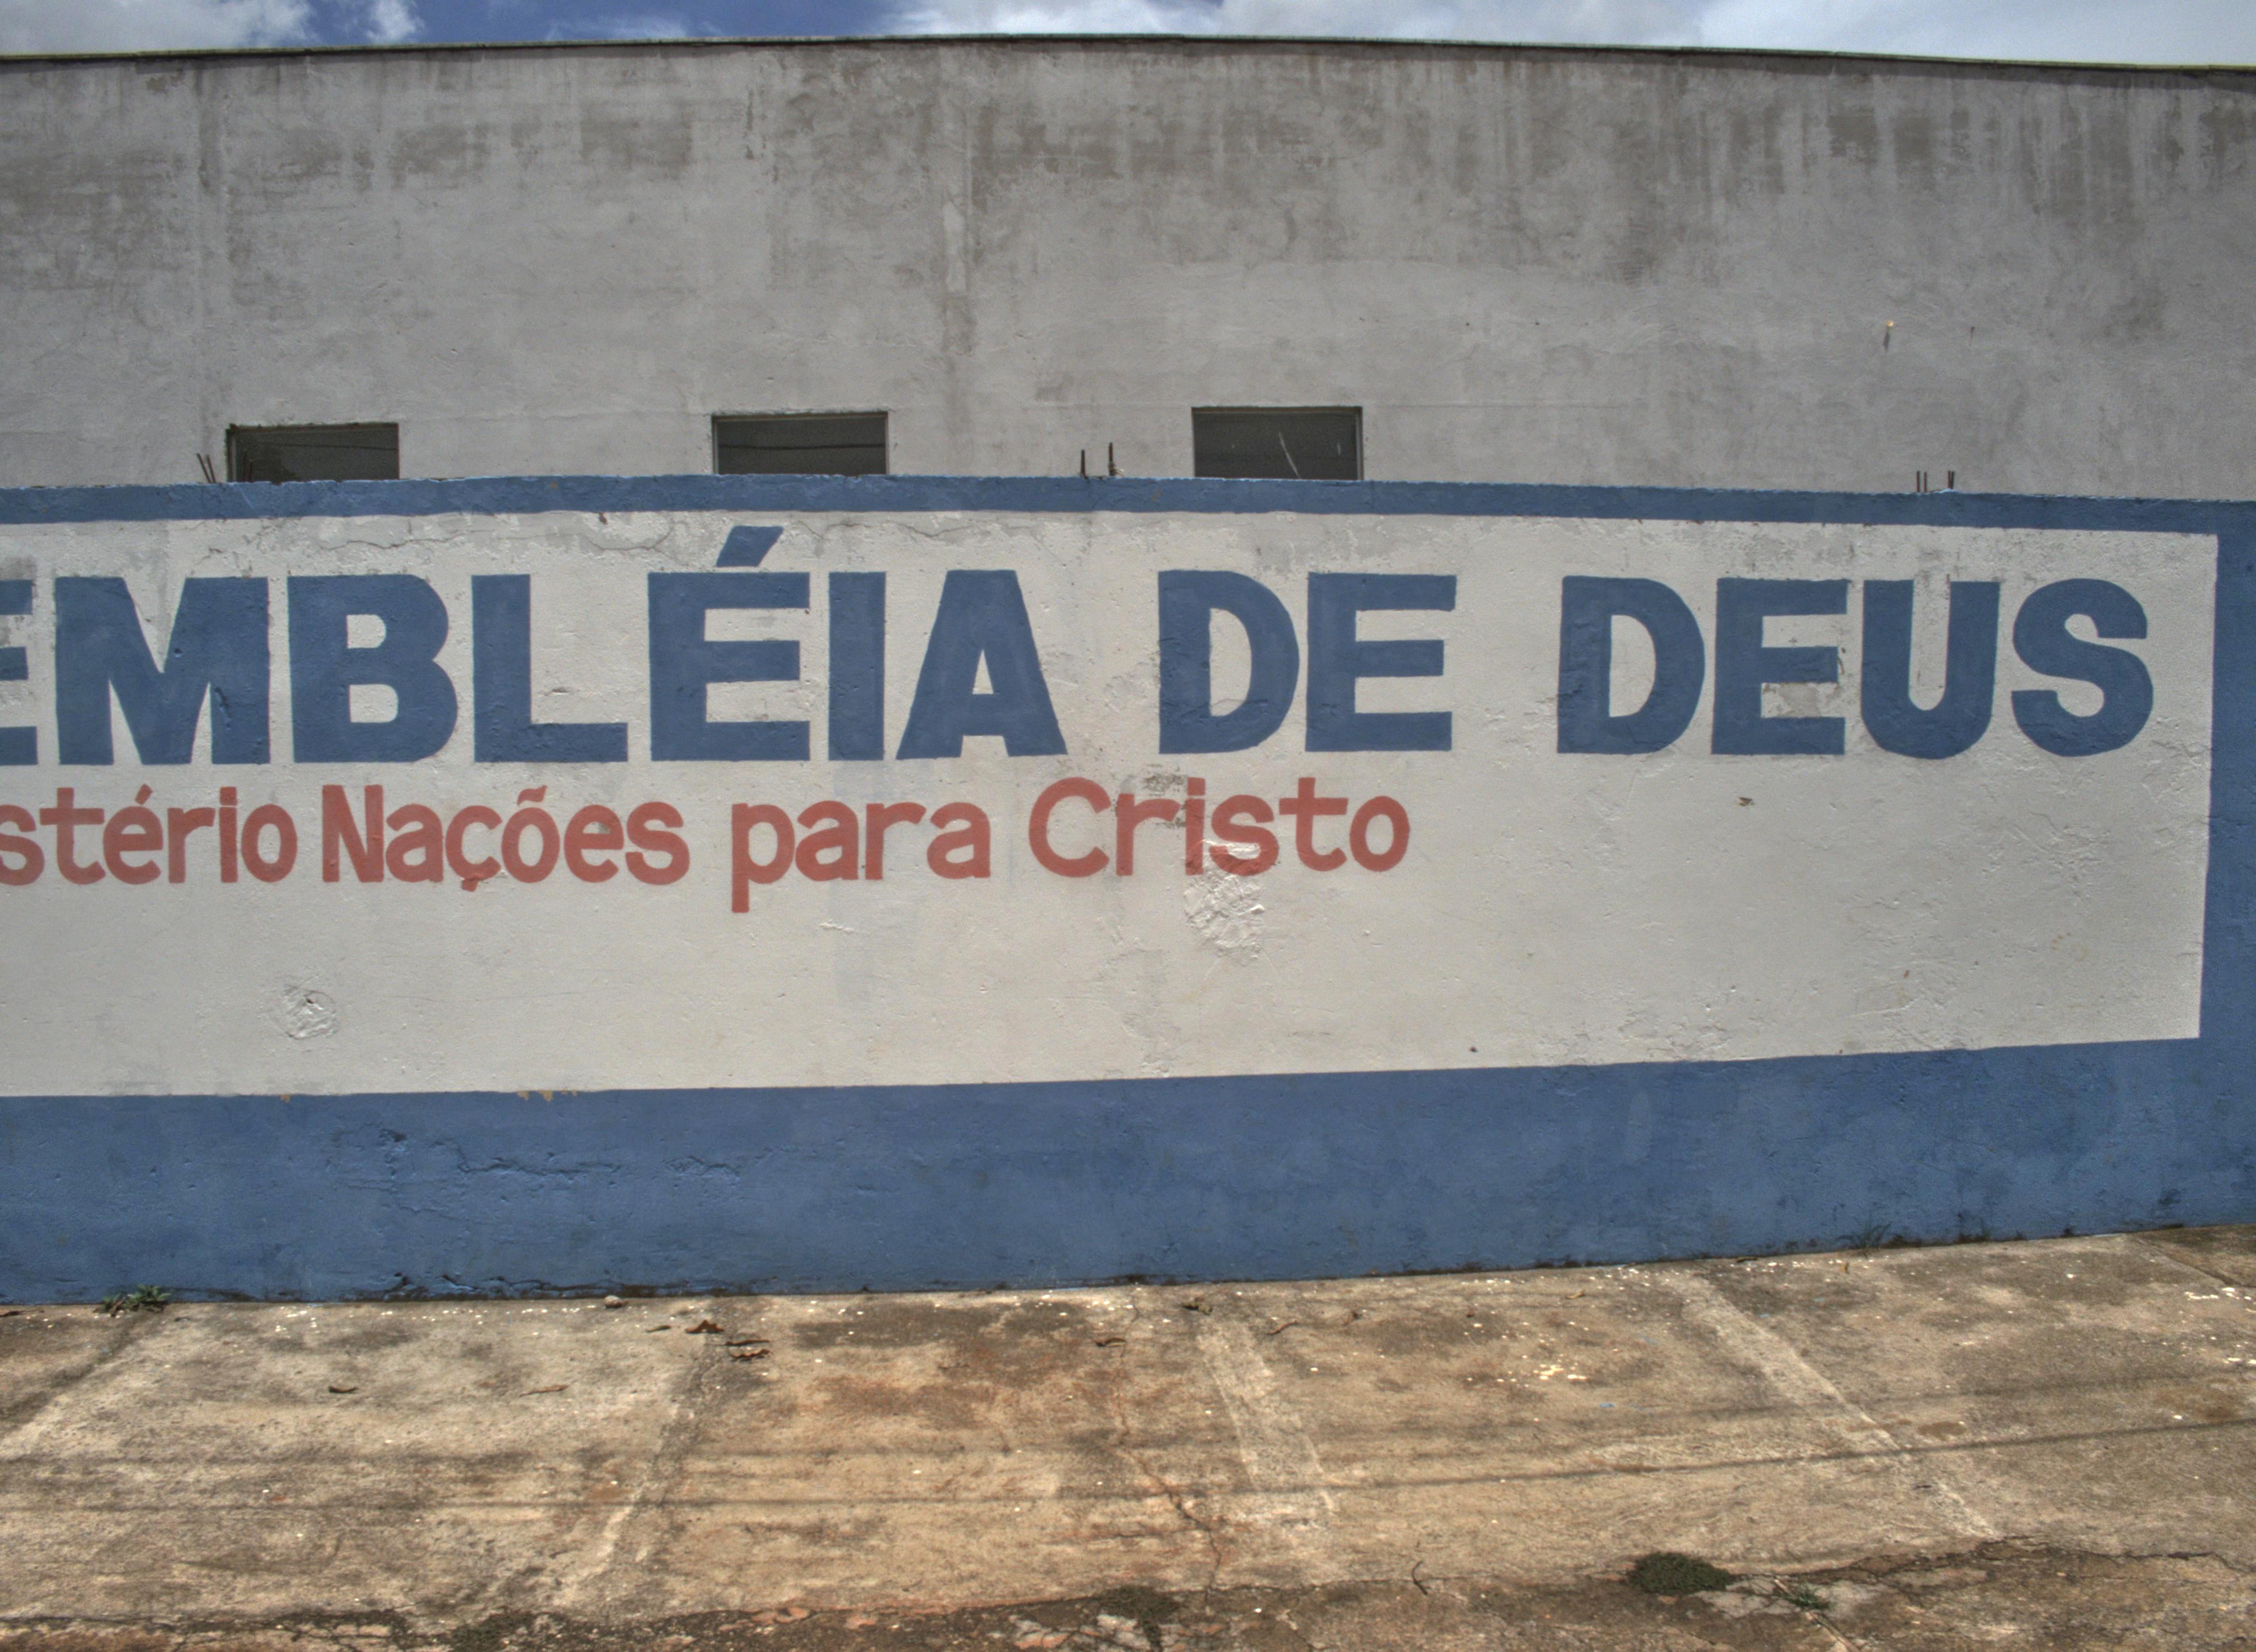 EMBLÉIA DE DEUS
stério Nações para Cristo